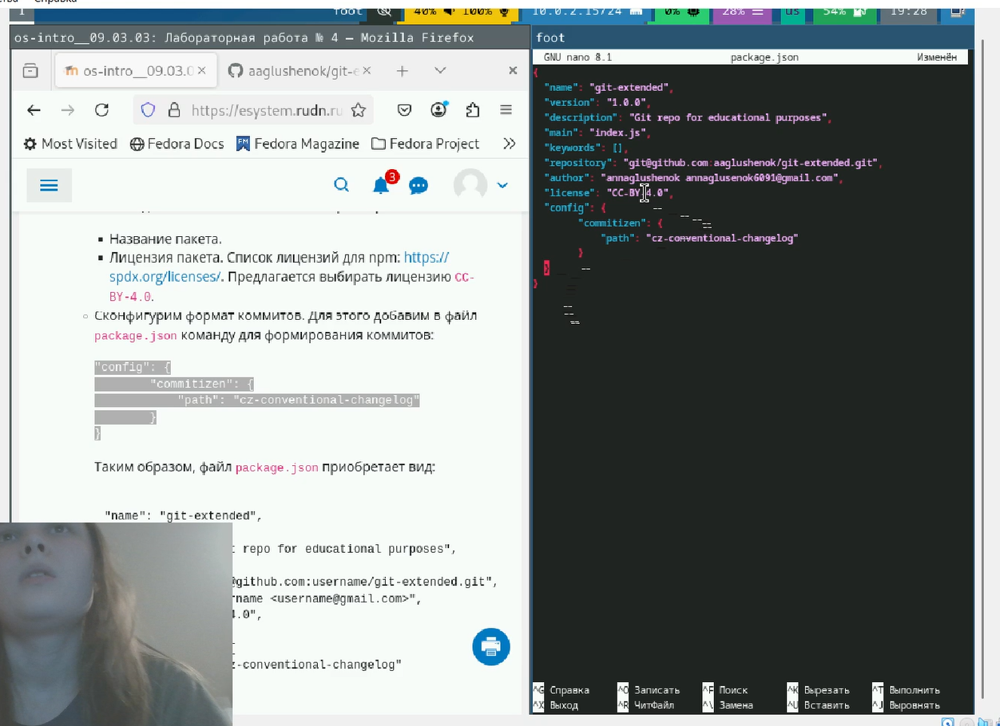 Справка
1
foot
40%
100%
10.0.2.15/24
0%
28%
us
54%
19:28
os-intro__09.03.03: Лабораторная работа № 4 — Mozilla Firefox
os-intro__09.03.0
aaglushenok/git-e
https://esystem.rudn.ru
Most Visited
Fedora Docs
Fedora Magazine
Fedora Project
3
Название пакета.
Лицензия пакета. Список лицензий для npm: https://
spdx.org/licenses/. Предлагается выбирать лицензию CC-
BY-4.0.
Сконфигурим формат коммитов. Для этого добавим в файл
package.json команду для формирования коммитов:
"config": {
"commitizen": {
"path": "cz-conventional-changelog"
}
}
Таким образом, файл package.json приобретает вид:
"name": "git-extended",
repo for educational purposes",
@github.com:username/git-extended.git",
<username@gmail.com>",
4.0",
-conventional-changelog"
foot
GNU nano 8.1 package.json Изменён
{
"name": "git-extended",
"version": "1.0.0",
"description": "Git repo for educational purposes",
"main": "index.js",
"keywords": [],
"repository": "git@github.com:aaglushenok/git-extended.git",
"author": "annaglushenok annaglusenok6091@gmail.com",
"license": "CC-BY-4.0",
"config": {
"commitizen": {
"path": "cz-conventional-changelog"
}
}
}
^G Справка ^O Записать ^F Поиск ^K Вырезать ^T Выполнить
^X Выход ^R ЧитФайл ^\ Замена ^U Вставить ^J Выровнять